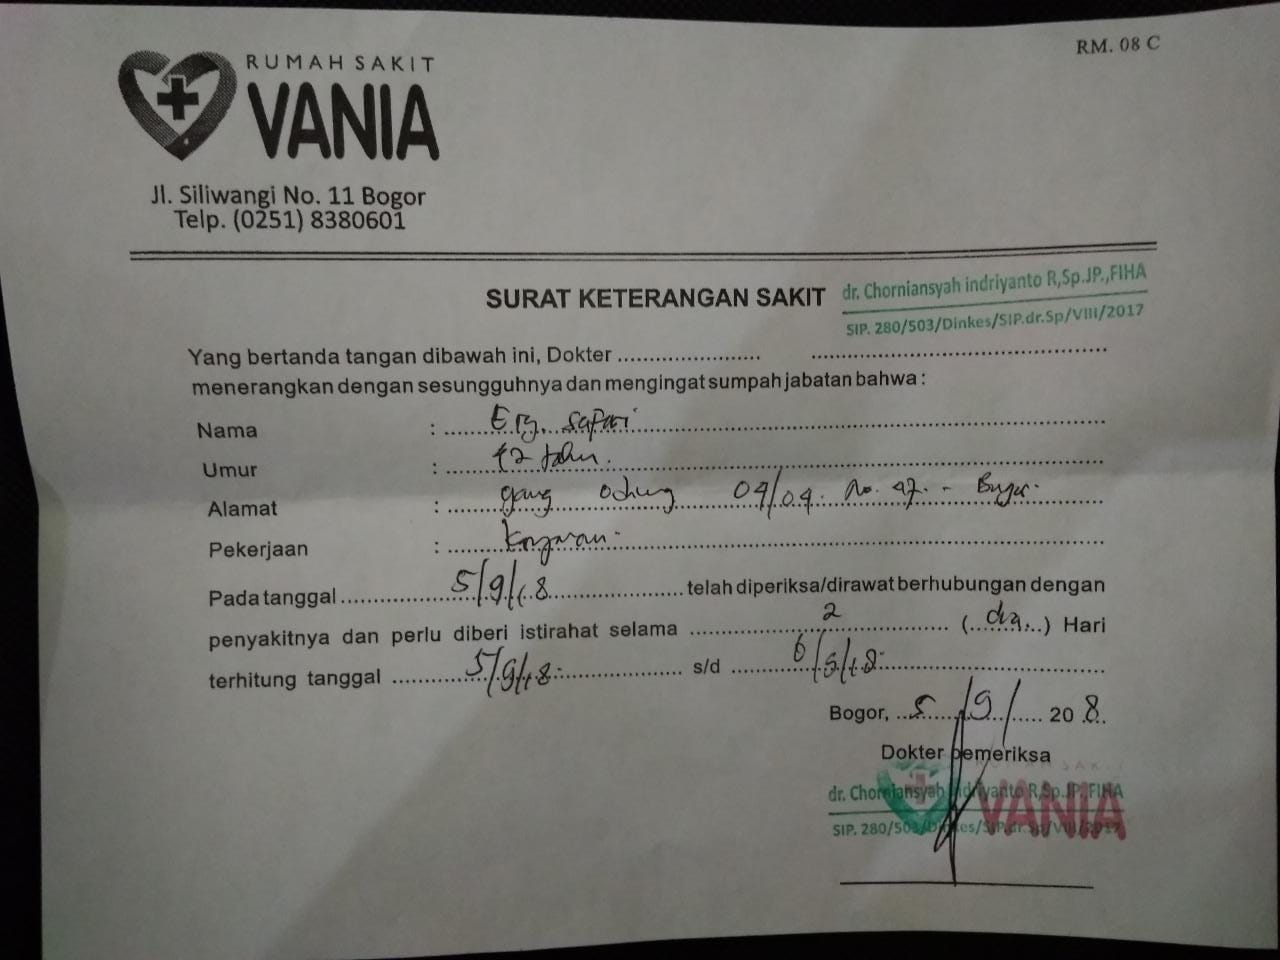 RM. 08 C
RUMAH SAKIT
VANIA
Jl. Siliwangi No. 11 Bogor
Telp. (0251) 8380601
SURAT KETERANGAN SAKIT
dr. Chorniansyah indriyanto R,Sp.JP.,FIHA
SIP. 280/503/Dinkes/SIP.dr.Sp/VIII/2017
Yang bertanda tangan dibawah ini, Dokter
menerangkan dengan sesungguhnya dan mengingat sumpah jabatan bahwa :
Nama : Safari
Umur : 42 tahun.
Alamat : gang 04/04. No. 47. - Bogor.
Pekerjaan : Karyawan.
Pada tanggal 5/9/18 telah diperiksa/dirawat berhubungan dengan
penyakitnya dan perlu diberi istirahat selama 2 (dua) Hari
terhitung tanggal 5/9/18 s/d 6/9/18
Bogor, 5/9/ 20 8.
Dokter pemeriksa
VANIA
dr. Chorniansyah indriyanto R,Sp.JP.,FIHA
SIP. 280/503/Dinkes/SIP.dr.Sp/VIII/2017